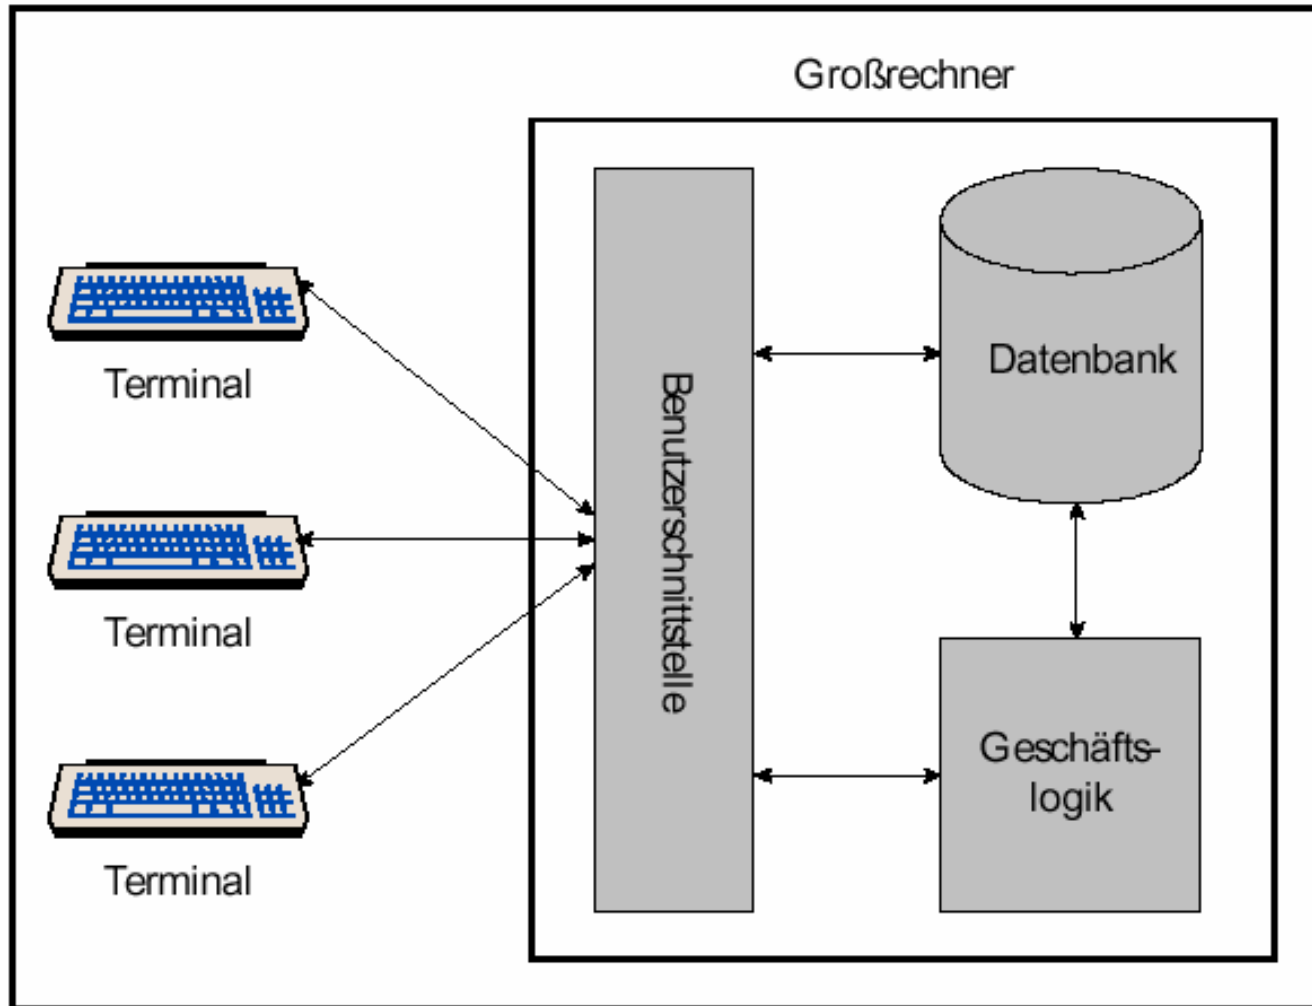 Großrechner
Terminal
Terminal
Terminal
Benutzerschnittstelle
Datenbank
Geschäfts-
logik